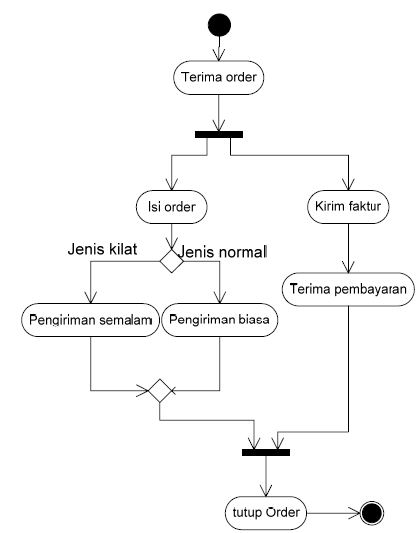 Terima order
Isi order
Kirim faktur
Jenis kilat
Jenis normal
Terima pembayaran
Pengiriman semalam
Pengiriman biasa
tutup Order